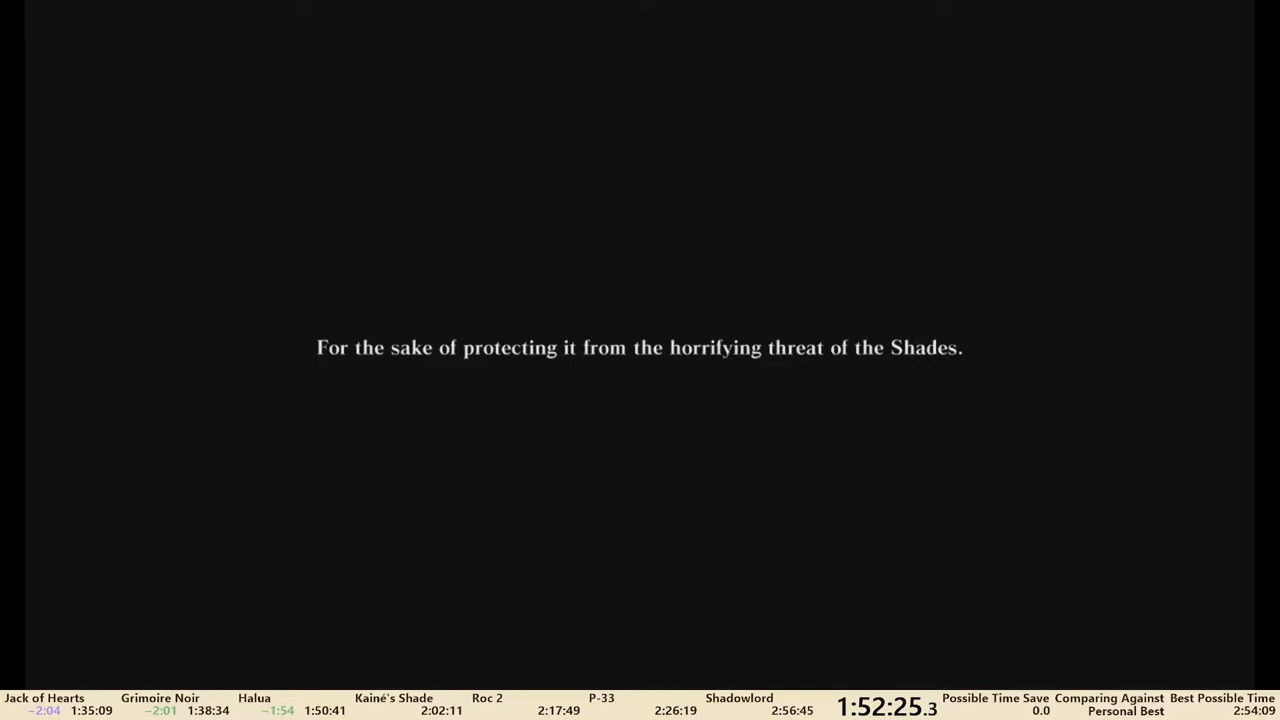 For the sake of protecting it from the horrifying threat of the Shades.
Jack of Hearts Grimoire Noir Halua Kainé's Shade Roc 2 P-33 Shadowlord 1:52:25.3 Possible Time Save Comparing Against Best Possible Time
−2:04 1:35:09 −2:01 1:38:34 −1:54 1:50:41 2:02:11 2:17:49 2:26:19 2:56:45 0.0 Personal Best 2:54:09